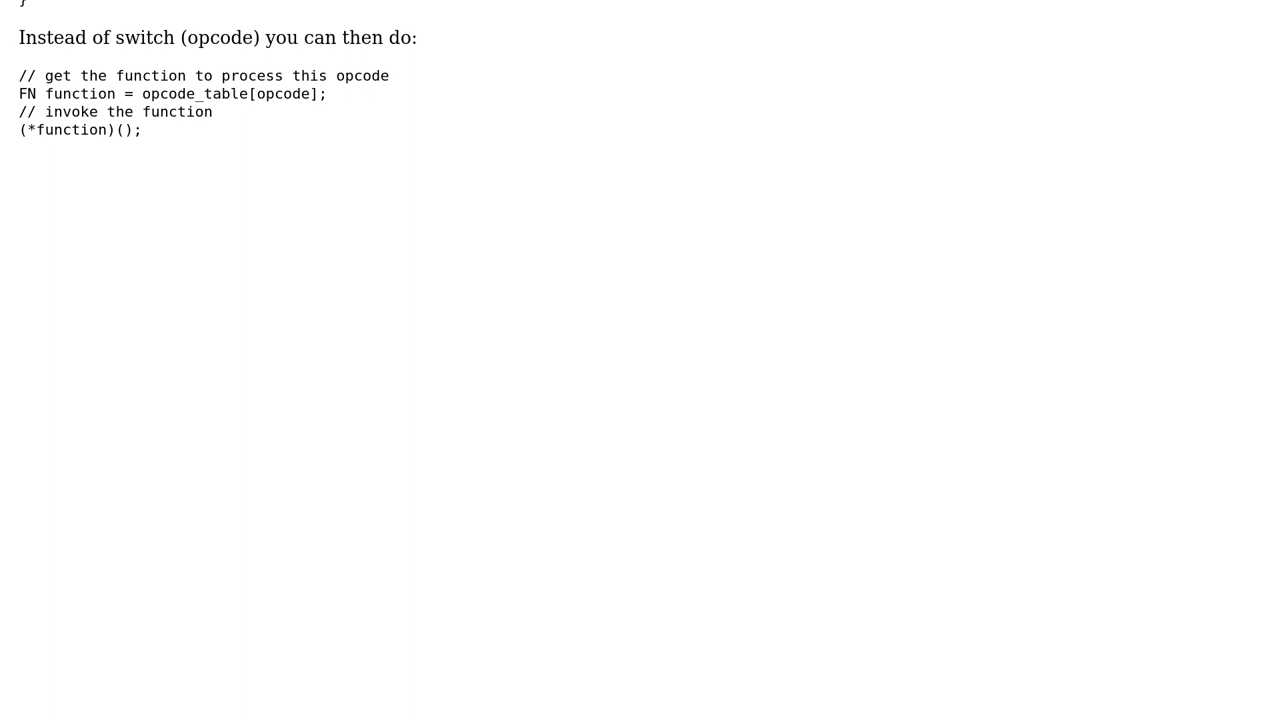 }
Instead of switch (opcode) you can then do:
// get the function to process this opcode
FN function = opcode_table[opcode];
// invoke the function
(*function)();